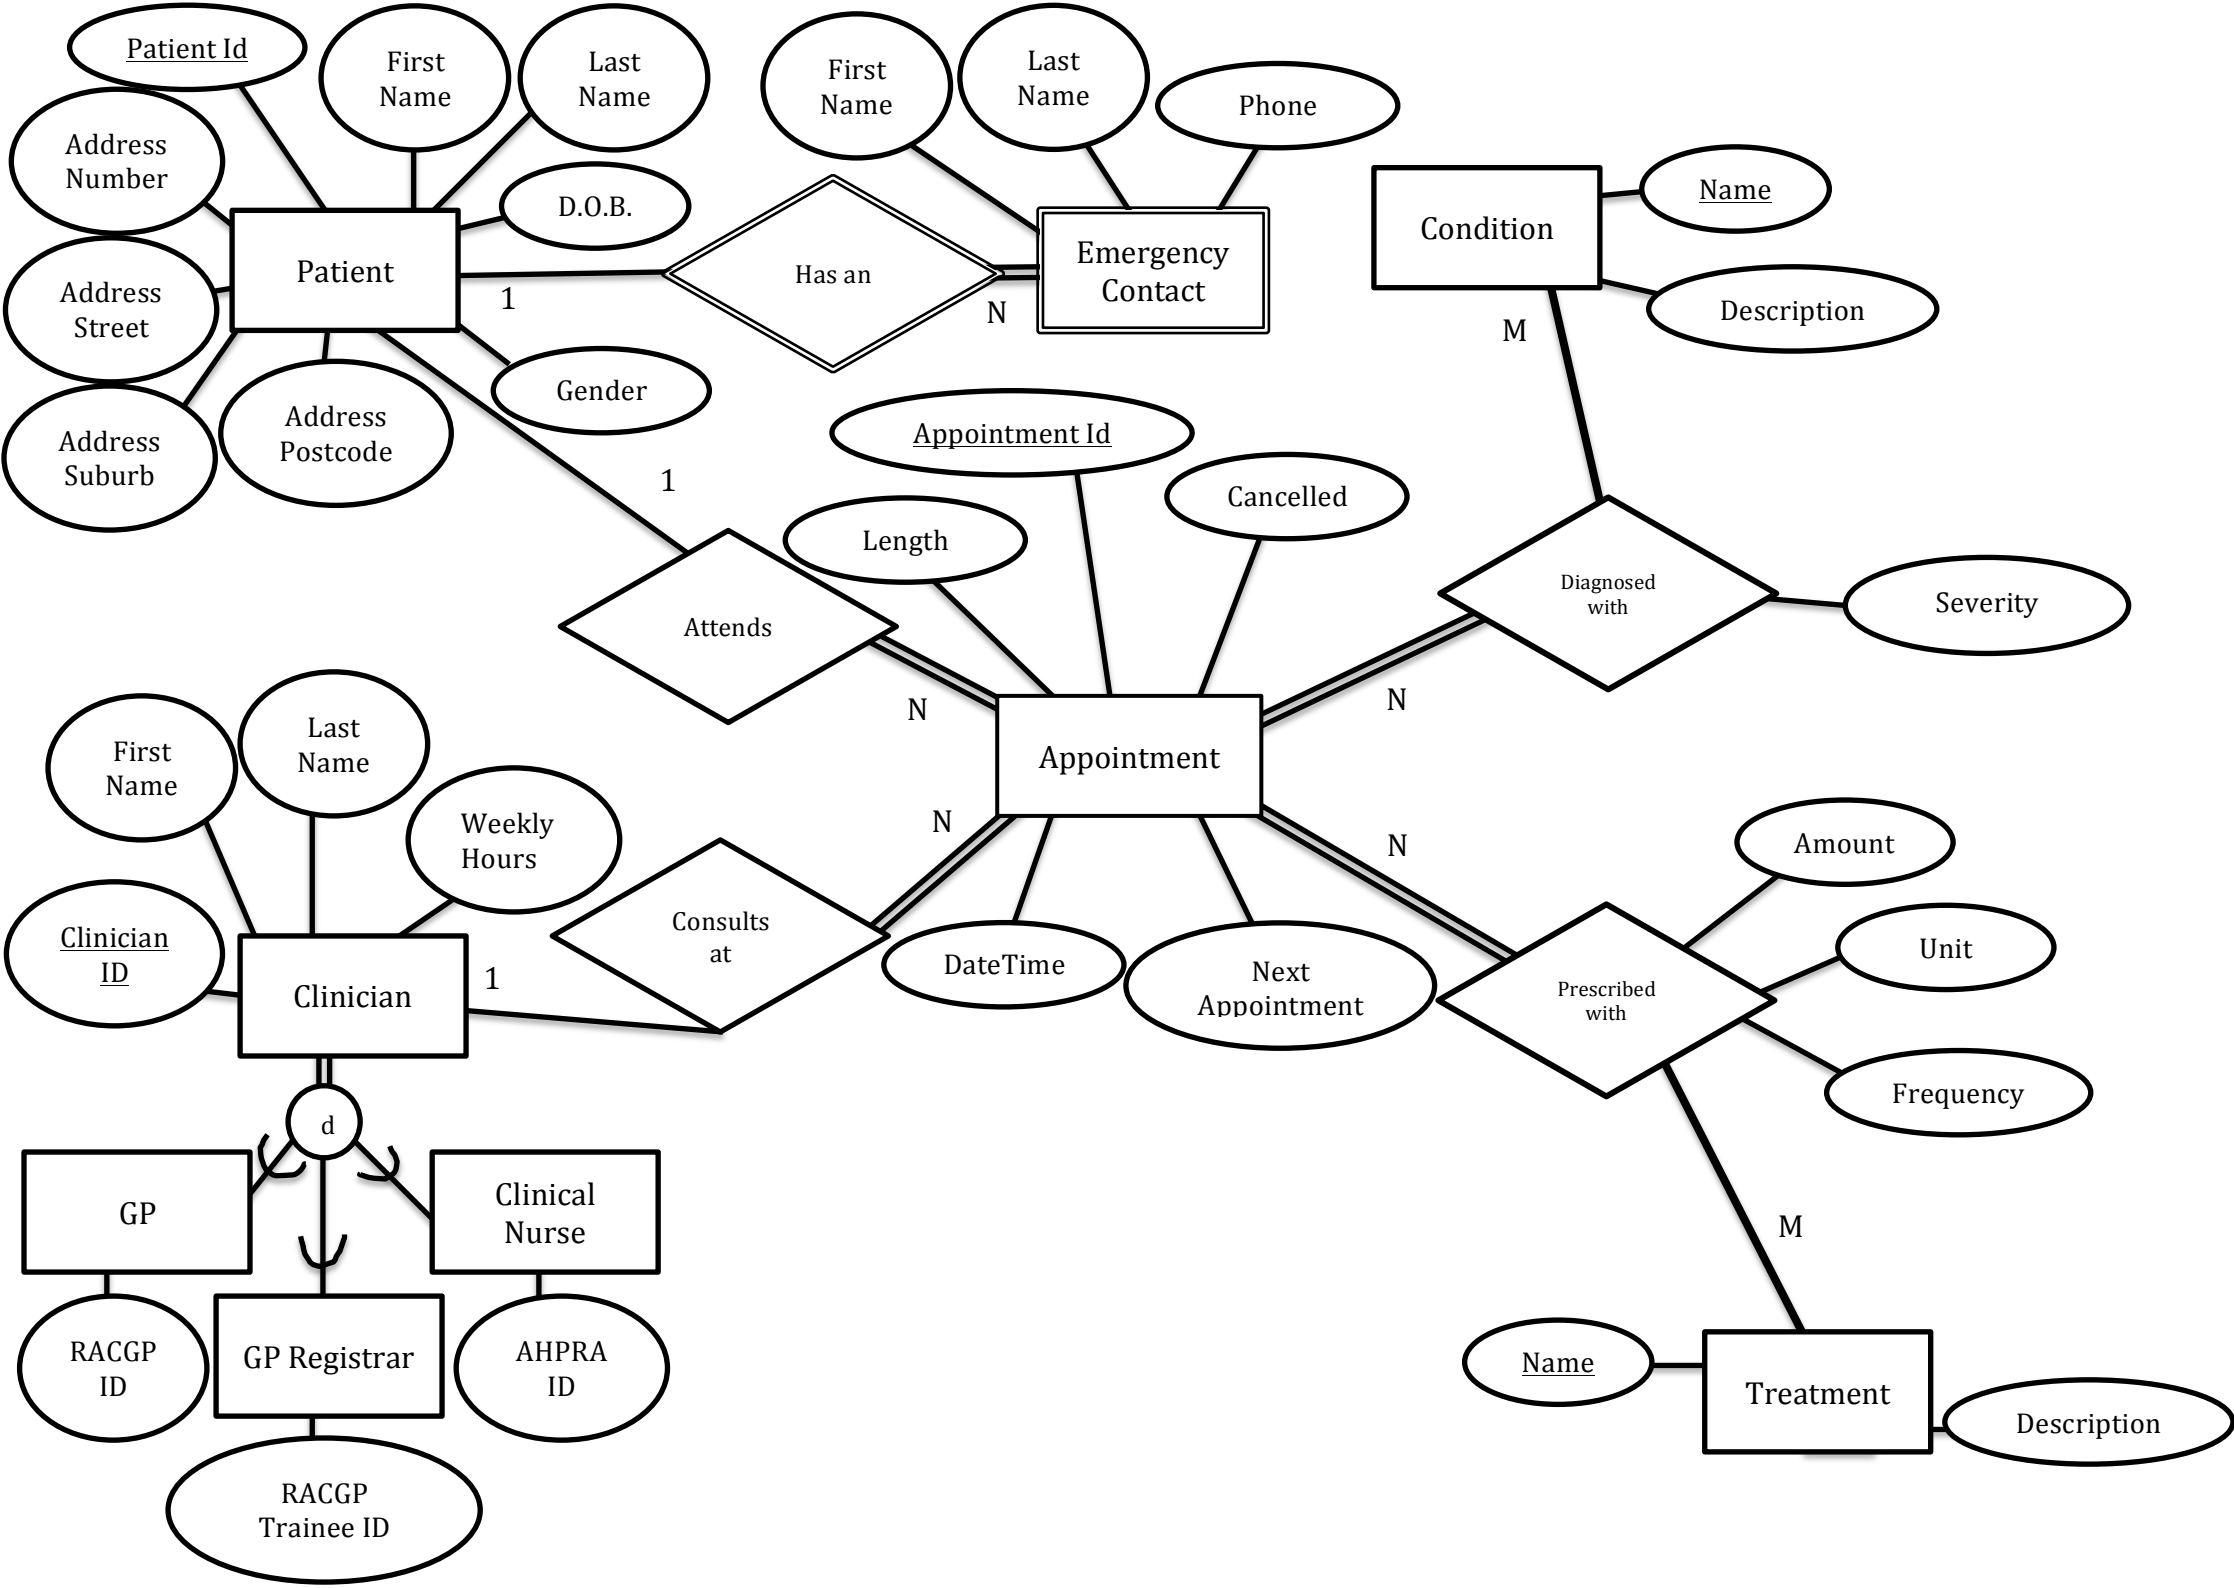 Patient Id
First
Name
Last
Name
First
Name
Last
Name
Phone
Address
Number
D.O.B.
Name
Condition
Patient
Has an
Emergency
Contact
1
N
Address
Street
Description
M
Gender
Address
Postcode
Address
Suburb
Appointment Id
1
Cancelled
Length
Diagnosed
with
Severity
Attends
N
N
First
Name
Last
Name
Appointment
Weekly
Hours
N
N
Amount
Clinician
ID
Consults
at
Unit
DateTime
Next
Appointment
1
Clinician
Prescribed
with
Frequency
d
GP
Clinical
Nurse
M
RACGP
ID
GP Registrar
AHPRA
ID
Name
Treatment
Description
RACGP
Trainee ID